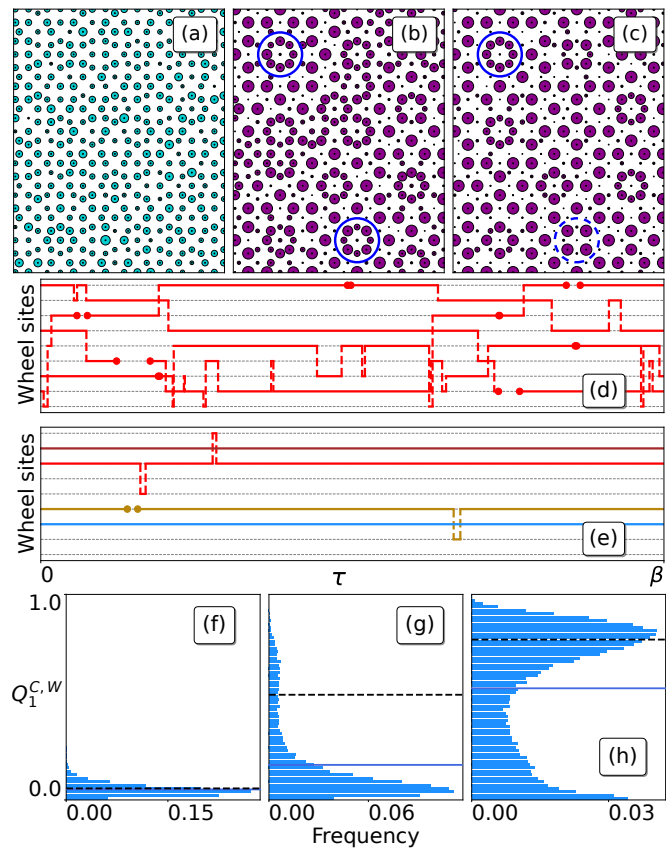 (a)
(b)
(c)
Wheel sites
(d)
Wheel sites
(e)
0
τ
β
1.0
Q_1^{C,W}
0.0
(f)
(g)
(h)
0.00 0.15
0.00 0.06
0.00 0.03
Frequency